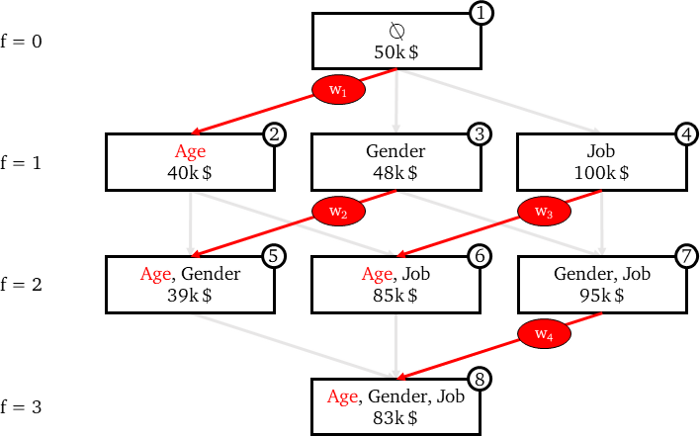 1
f = 0
∅
50k $
w1
2
3
4
f = 1
Age
40k $
Gender
48k $
Job
100k $
w2
w3
5
6
7
f = 2
Age, Gender
39k $
Age, Job
85k $
Gender, Job
95k $
w4
8
f = 3
Age, Gender, Job
83k $